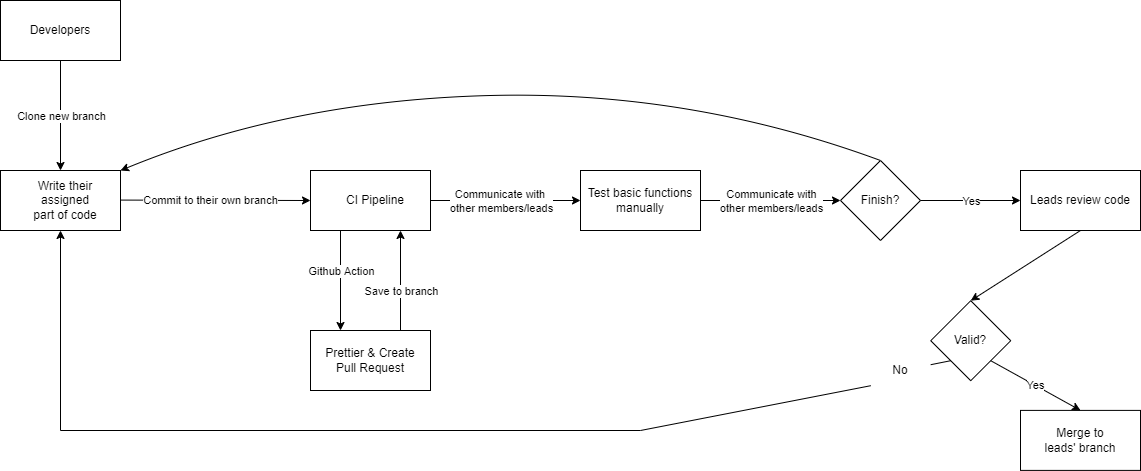 Developers
Clone new branch
Write their
assigned
part of code
Commit to their own branch
CI Pipeline
Communicate with
other members/leads
Test basic functions
manually
Communicate with
other members/leads
Finish?
Yes
Leads review code
Github Action
Save to branch
Prettier & Create
Pull Request
Valid?
No
Yes
Merge to
leads' branch